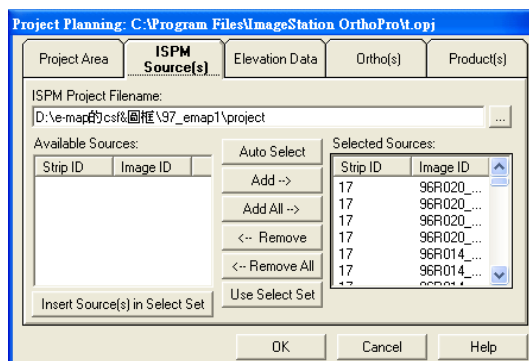 Project Planning: C:\Program Files\ImageStation OrthoPro\t.opj
Project Area
ISPM Source(s)
Elevation Data
Ortho(s)
Product(s)
ISPM Project Filename:
D:\e-map的csf&圖框\97_emap1\project
...
Available Sources:
Strip ID Image ID
Auto Select
Add -->
Add All -->
<-- Remove
<-- Remove All
Use Select Set
Insert Source(s) in Select Set
Selected Sources:
Strip ID Image ID
17 96R020_...
17 96R020_...
17 96R020_...
17 96R020_...
17 96R014_...
17 96R014_...
17 96R014_...
OK
Cancel
Help